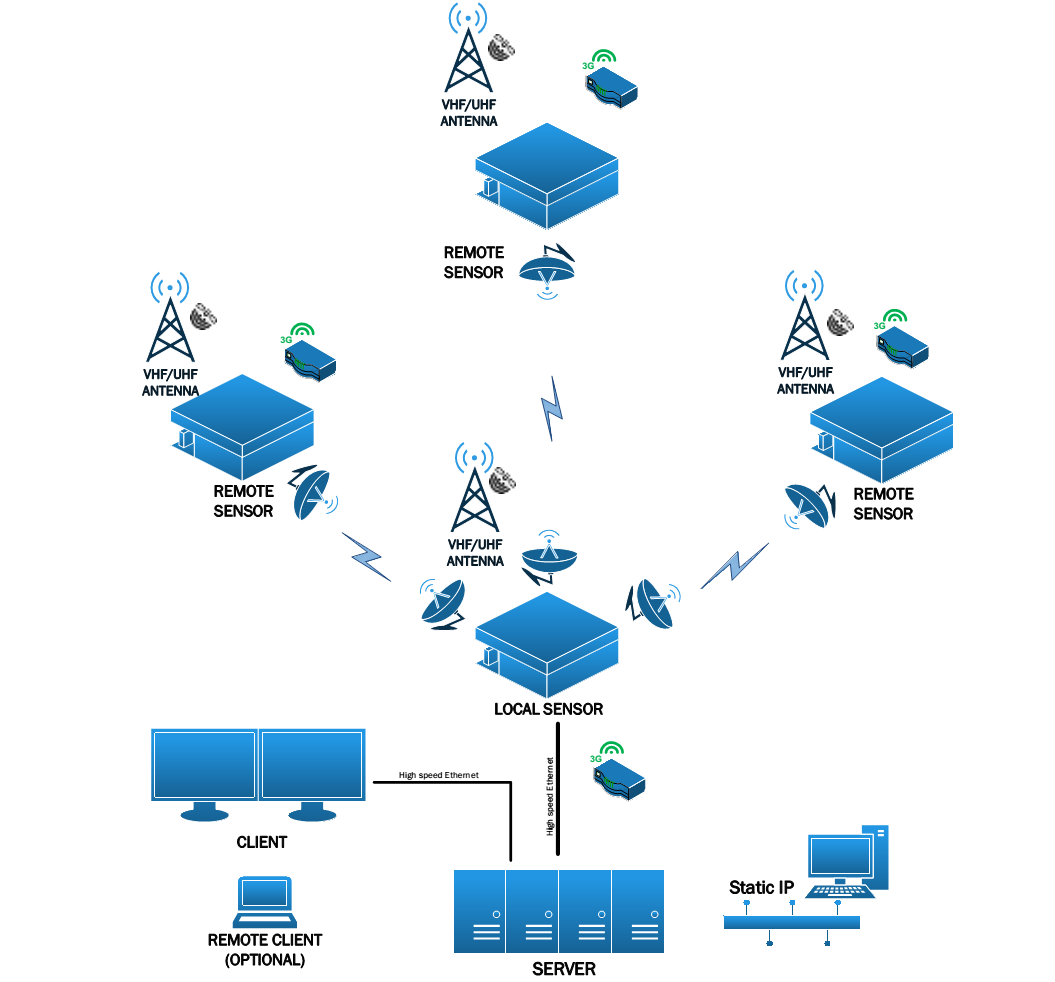 3G
VHF/UHF
ANTENNA
REMOTE
SENSOR
3G
VHF/UHF
ANTENNA
REMOTE
SENSOR
3G
VHF/UHF
ANTENNA
REMOTE
SENSOR
VHF/UHF
ANTENNA
LOCAL SENSOR
3G
High speed Ethernet
High speed Ethernet
CLIENT
Static IP
REMOTE CLIENT
(OPTIONAL)
SERVER